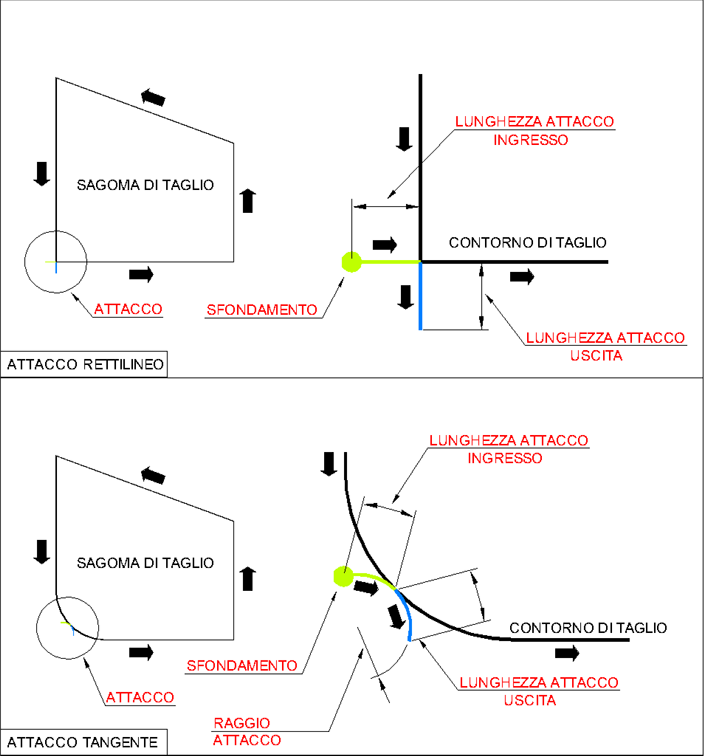 LUNGHEZZA ATTACCO
INGRESSO
SAGOMA DI TAGLIO
CONTORNO DI TAGLIO
ATTACCO
SFONDAMENTO
LUNGHEZZA ATTACCO
USCITA
ATTACCO RETTILINEO
LUNGHEZZA ATTACCO
INGRESSO
SAGOMA DI TAGLIO
CONTORNO DI TAGLIO
SFONDAMENTO
ATTACCO
LUNGHEZZA ATTACCO
USCITA
RAGGIO
ATTACCO
ATTACCO TANGENTE